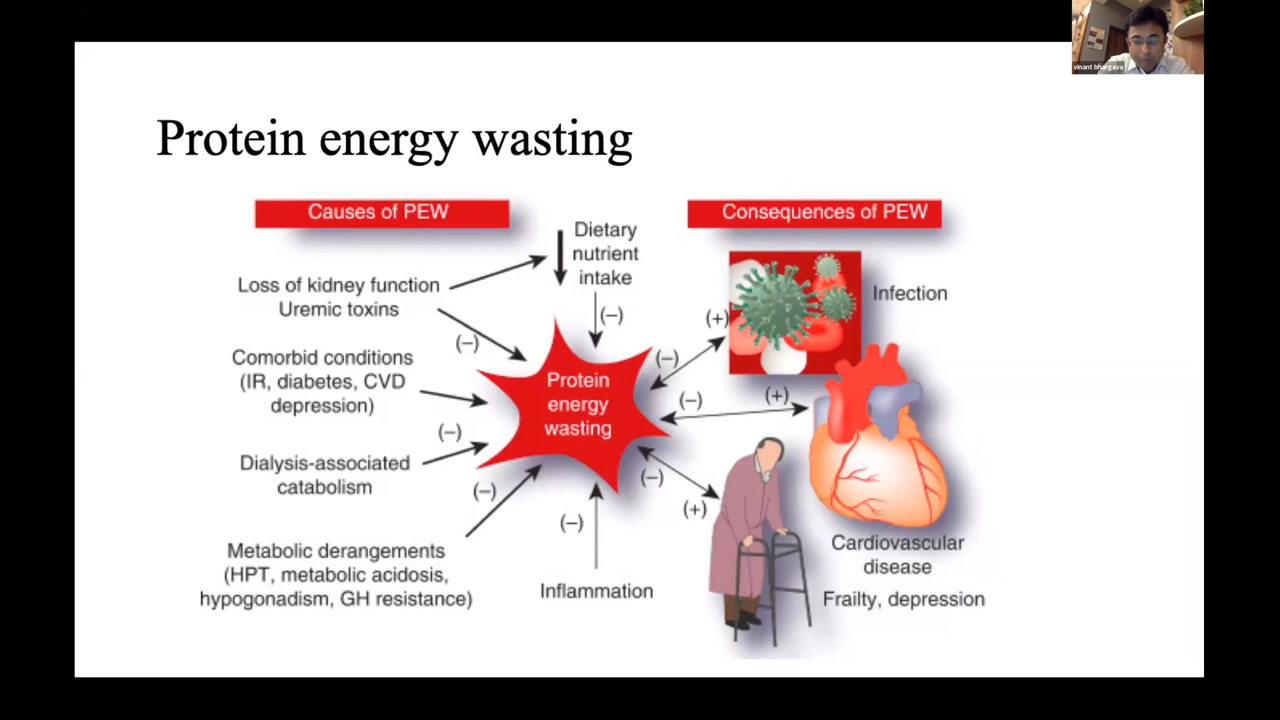 vinant bhargava
Protein energy wasting
Causes of PEW
Consequences of PEW
Dietary
nutrient
intake
Loss of kidney function
Uremic toxins
(–)
(–)
Comorbid conditions
(IR, diabetes, CVD
depression)
(–)
Dialysis-associated
catabolism
(–)
Metabolic derangements
(HPT, metabolic acidosis,
hypogonadism, GH resistance)
(–)
Inflammation
Protein
energy
wasting
(–)
(+)
Infection
(–)
(+)
(–)
(+)
Cardiovascular
disease
Frailty, depression